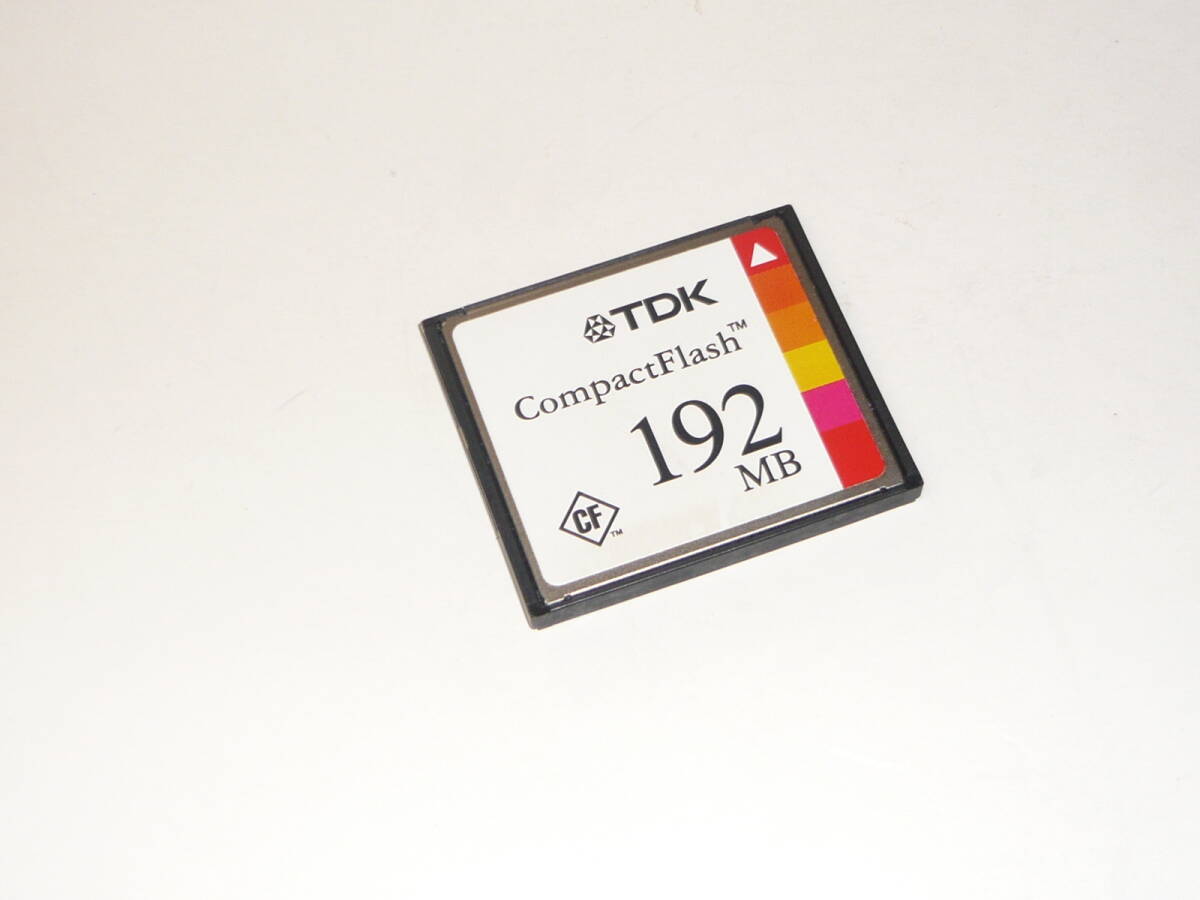 TDK
CompactFlash™
192
MB
CF™